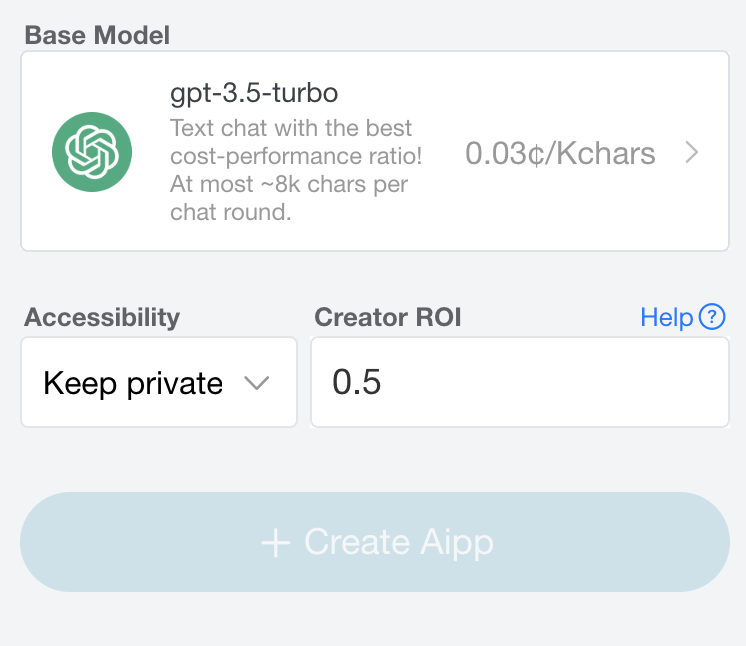 Base Model
gpt-3.5-turbo
Text chat with the best
cost-performance ratio!
At most ~8k chars per
chat round.
0.03¢/Kchars
Accessibility
Creator ROI
Help ?
Keep private
0.5
+ Create Aipp